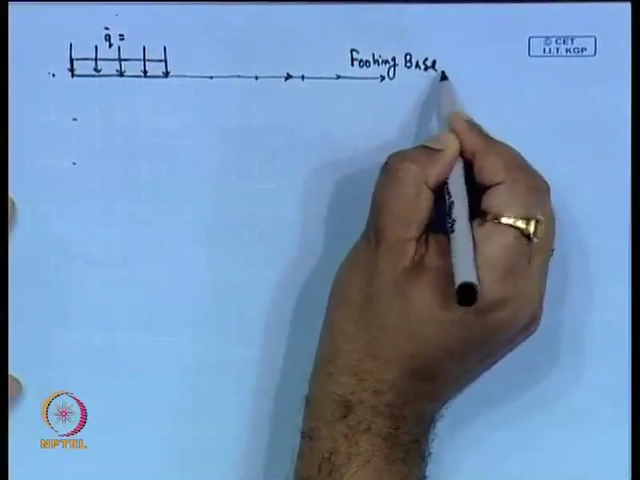 q̄ =
Footing Base
© CET
I.I.T. KGP
NPTEL